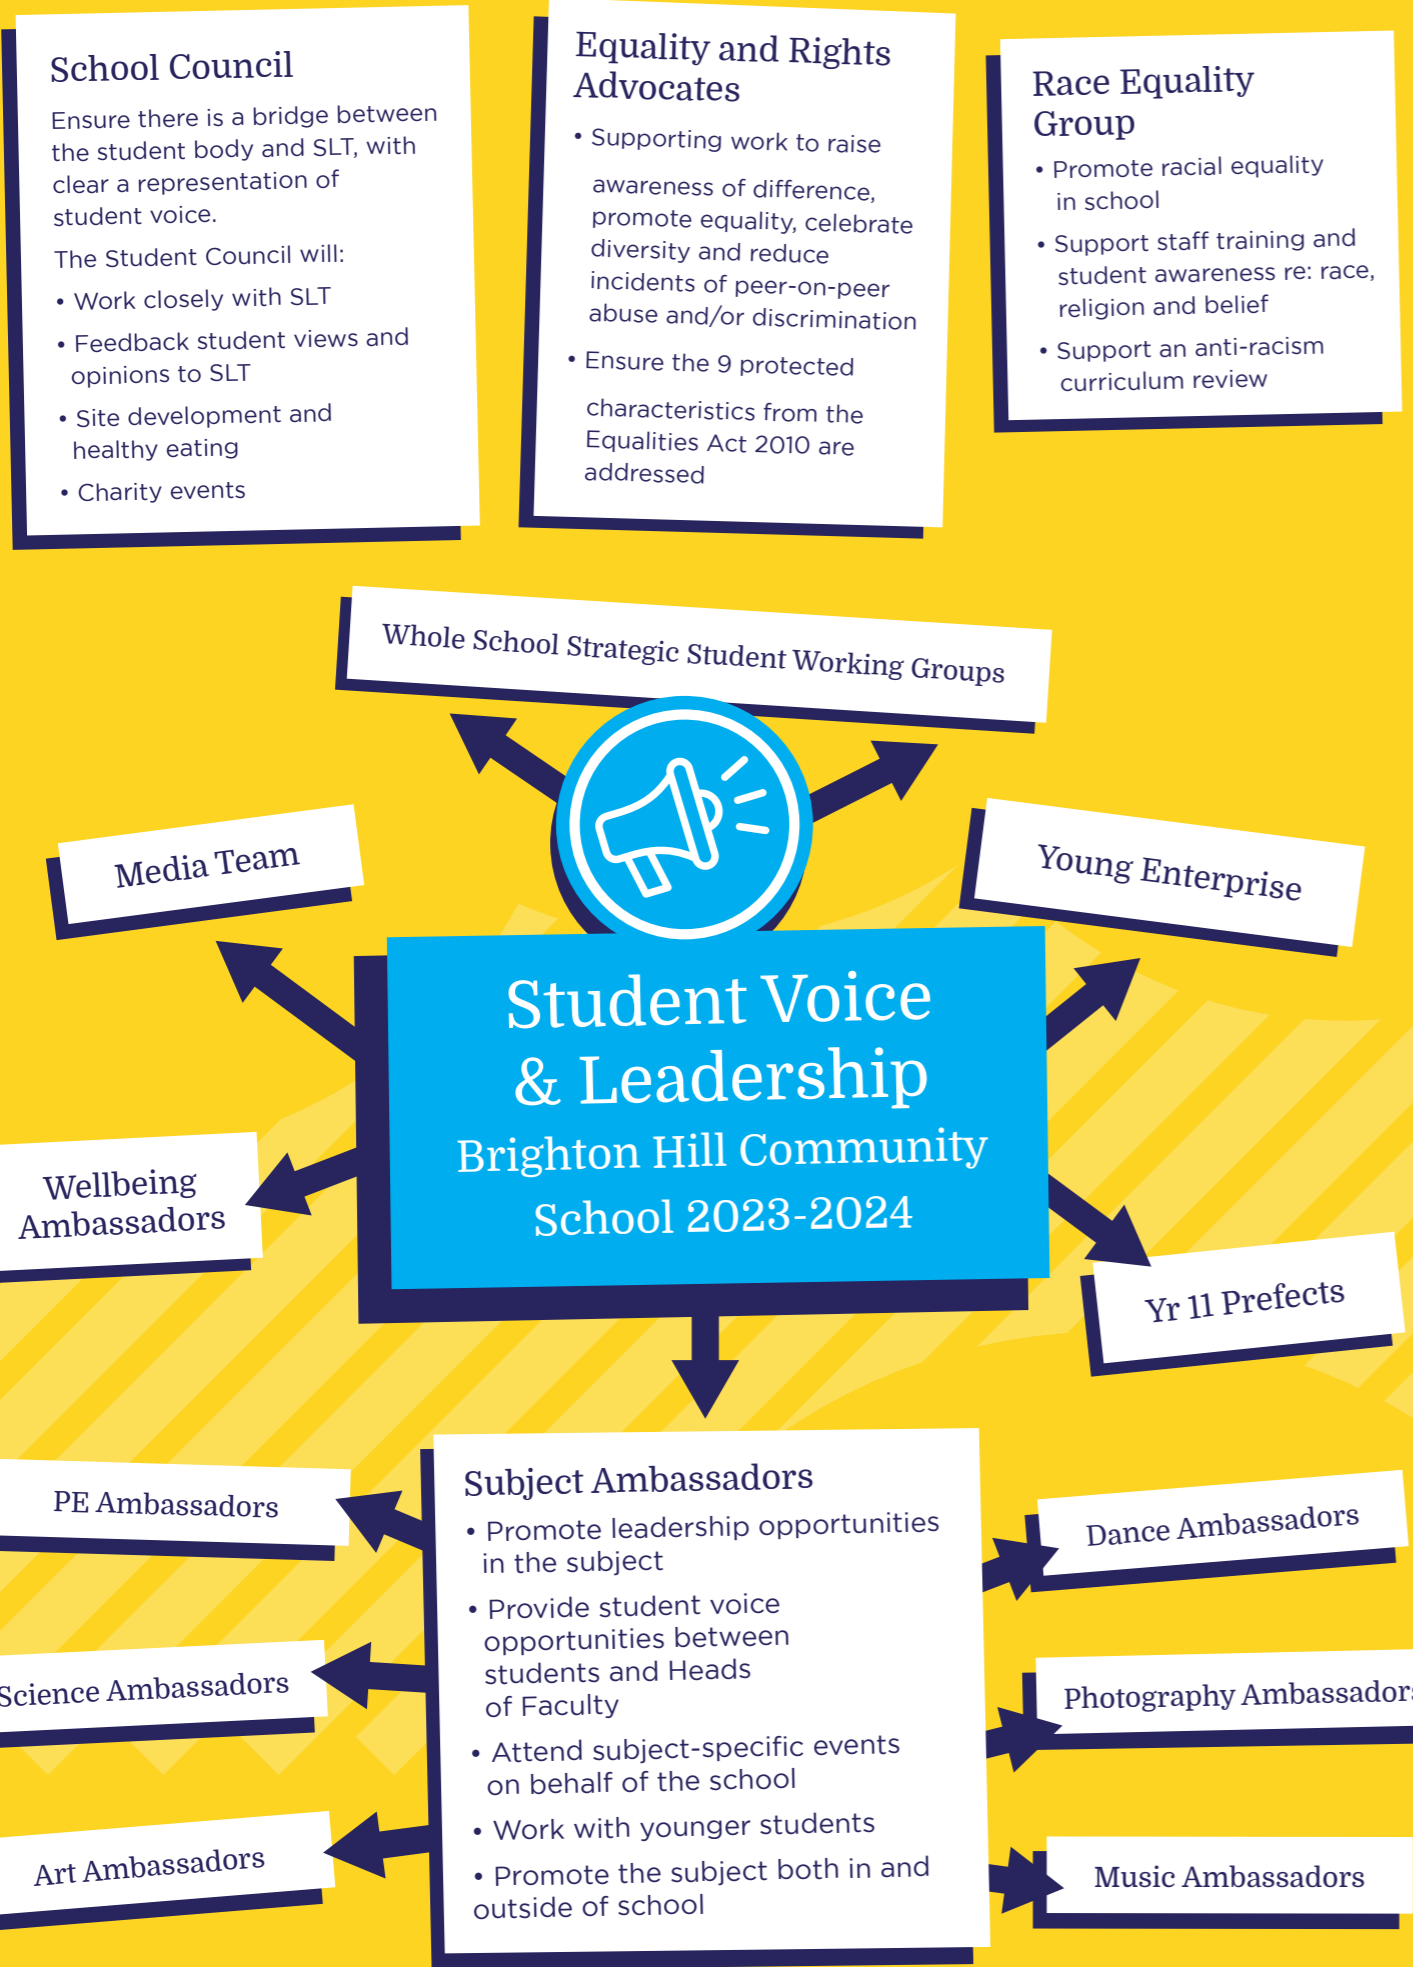 School Council
Ensure there is a bridge between
the student body and SLT, with
clear a representation of
student voice.
The Student Council will:
• Work closely with SLT
• Feedback student views and
opinions to SLT
• Site development and
healthy eating
• Charity events
Equality and Rights
Advocates
• Supporting work to raise
awareness of difference,
promote equality, celebrate
diversity and reduce
incidents of peer-on-peer
abuse and/or discrimination
• Ensure the 9 protected
characteristics from the
Equalities Act 2010 are
addressed
Race Equality
Group
• Promote racial equality
in school
• Support staff training and
student awareness re: race,
religion and belief
• Support an anti-racism
curriculum review
Whole School Strategic Student Working Groups
Media Team
Young Enterprise
Student Voice
& Leadership
Brighton Hill Community
School 2023-2024
Wellbeing
Ambassadors
Yr 11 Prefects
Subject Ambassadors
• Promote leadership opportunities
in the subject
• Provide student voice
opportunities between
students and Heads
of Faculty
• Attend subject-specific events
on behalf of the school
• Work with younger students
• Promote the subject both in and
outside of school
PE Ambassadors
Science Ambassadors
Art Ambassadors
Dance Ambassadors
Photography Ambassadors
Music Ambassadors